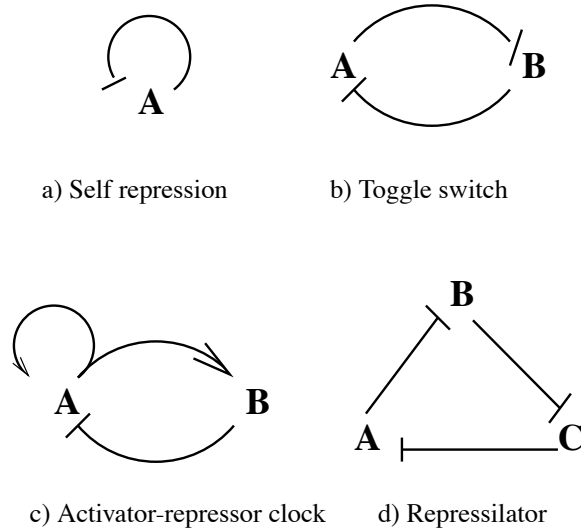 A
a) Self repression
A
B
b) Toggle switch
A
B
c) Activator-repressor clock
B
A
C
d) Repressilator